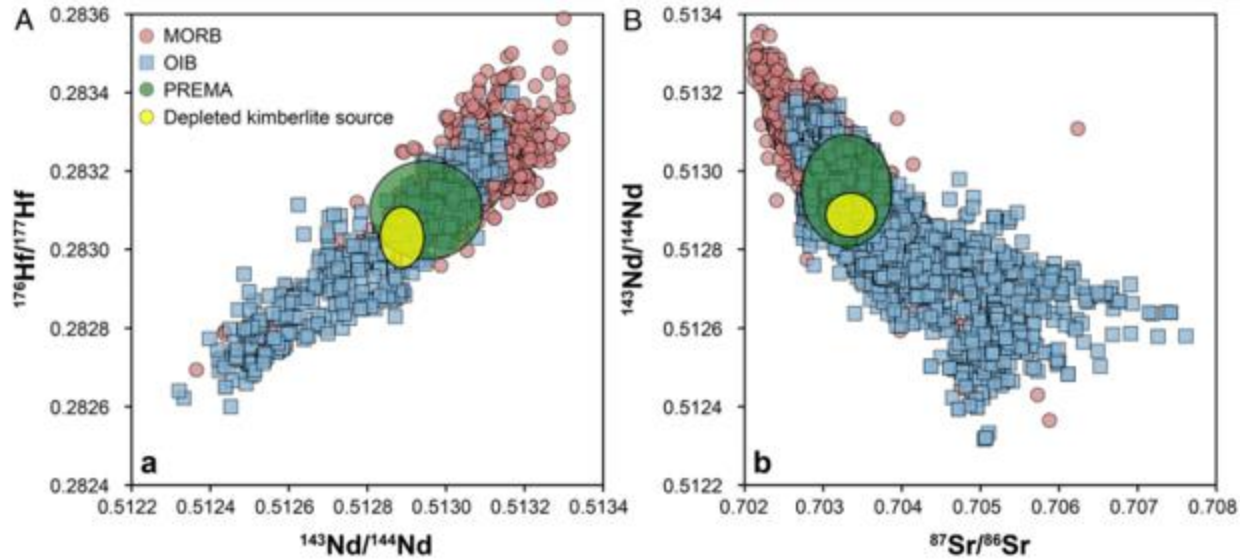 A
0.2836
0.2834
0.2832
0.2830
0.2828
0.2826
0.2824
MORB
OIB
PREMA
Depleted kimberlite source
a
0.5122 0.5124 0.5126 0.5128 0.5130 0.5132 0.5134
¹⁴³Nd/¹⁴⁴Nd
¹⁷⁶Hf/¹⁷⁷Hf
B
0.5134
0.5132
0.5130
0.5128
0.5126
0.5124
0.5122
b
0.702 0.703 0.704 0.705 0.706 0.707 0.708
⁸⁷Sr/⁸⁶Sr
¹⁴³Nd/¹⁴⁴Nd